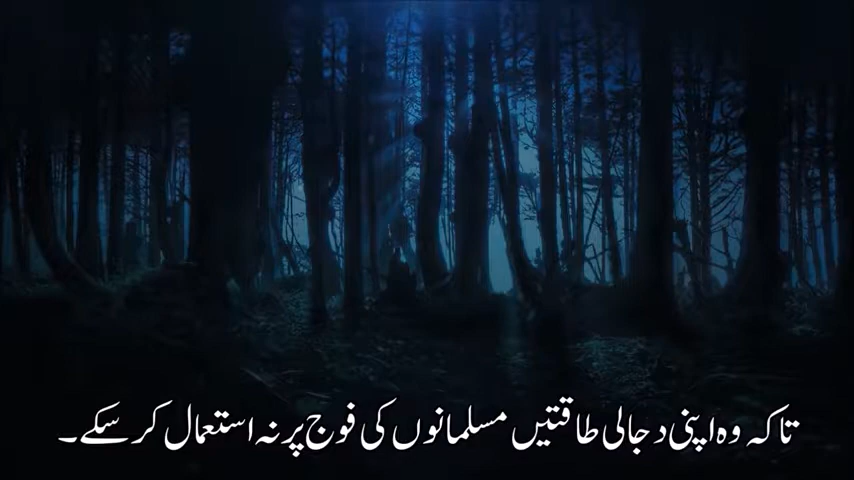 تاکہ وہ اپنی دجالی طاقتیں مسلمانوں کی فوج پر نہ استعمال کر سکے۔